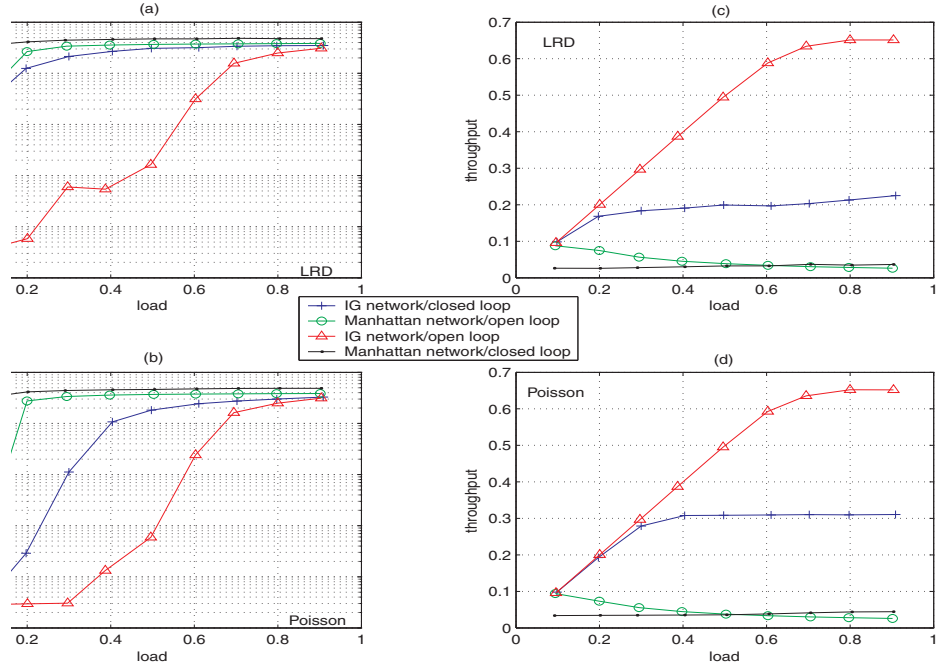 (a)
LRD
0.2 0.4 0.6 0.8 1
load
(c)
LRD
throughput
0.7
0.6
0.5
0.4
0.3
0.2
0.1
0
0 0.2 0.4 0.6 0.8 1
load
IG network/closed loop
Manhattan network/open loop
IG network/open loop
Manhattan network/closed loop
(b)
Poisson
0.2 0.4 0.6 0.8 1
load
(d)
Poisson
throughput
0.7
0.6
0.5
0.4
0.3
0.2
0.1
0
0 0.2 0.4 0.6 0.8 1
load